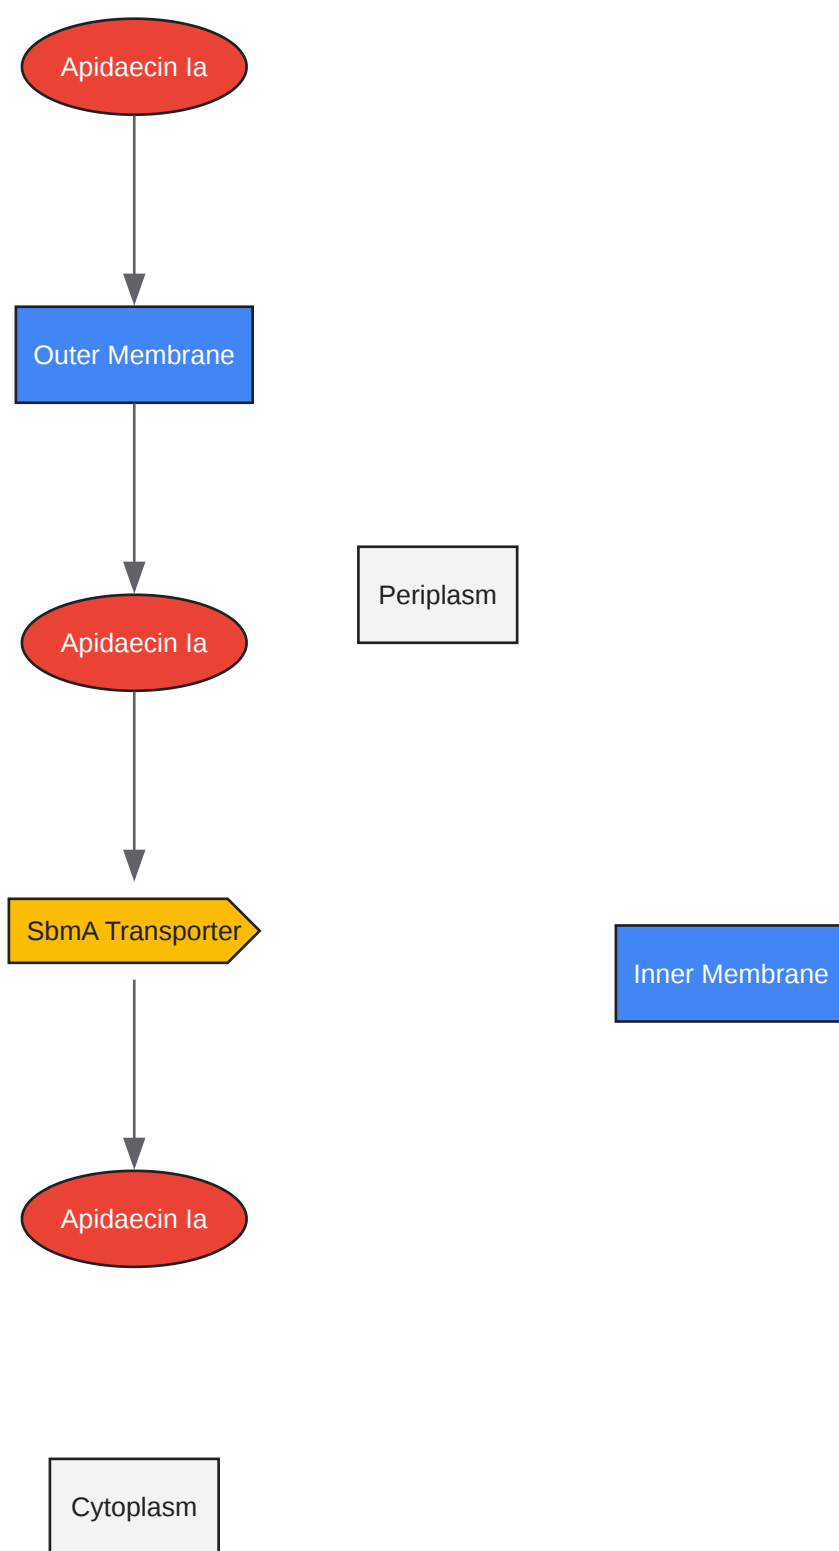 Apidaecin Ia
Outer Membrane
Periplasm
Apidaecin Ia
SbmA Transporter
Inner Membrane
Apidaecin Ia
Cytoplasm